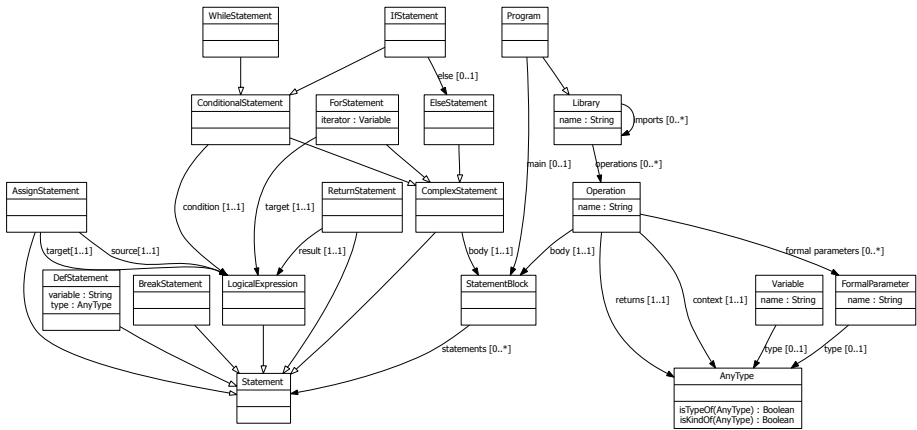 WhileStatement
IfStatement
Program
else [0..1]
ConditionalStatement
ForStatement
iterator : Variable
ElseStatement
Library
name : String
imports [0..*]
main [0..1]
operations [0..*]
AssignStatement
condition [1..1]
target [1..1]
ReturnStatement
ComplexStatement
Operation
name : String
target[1..1]
source[1..1]
result [1..1]
body [1..1]
body [1..1]
formal parameters [0..*]
DefStatement
variable : String
type : AnyType
BreakStatement
LogicalExpression
StatementBlock
returns [1..1]
context [1..1]
Variable
name : String
FormalParameter
name : String
statements [0..*]
type [0..1]
type [0..1]
Statement
AnyType
isTypeOf(AnyType) : Boolean
isKindOf(AnyType) : Boolean